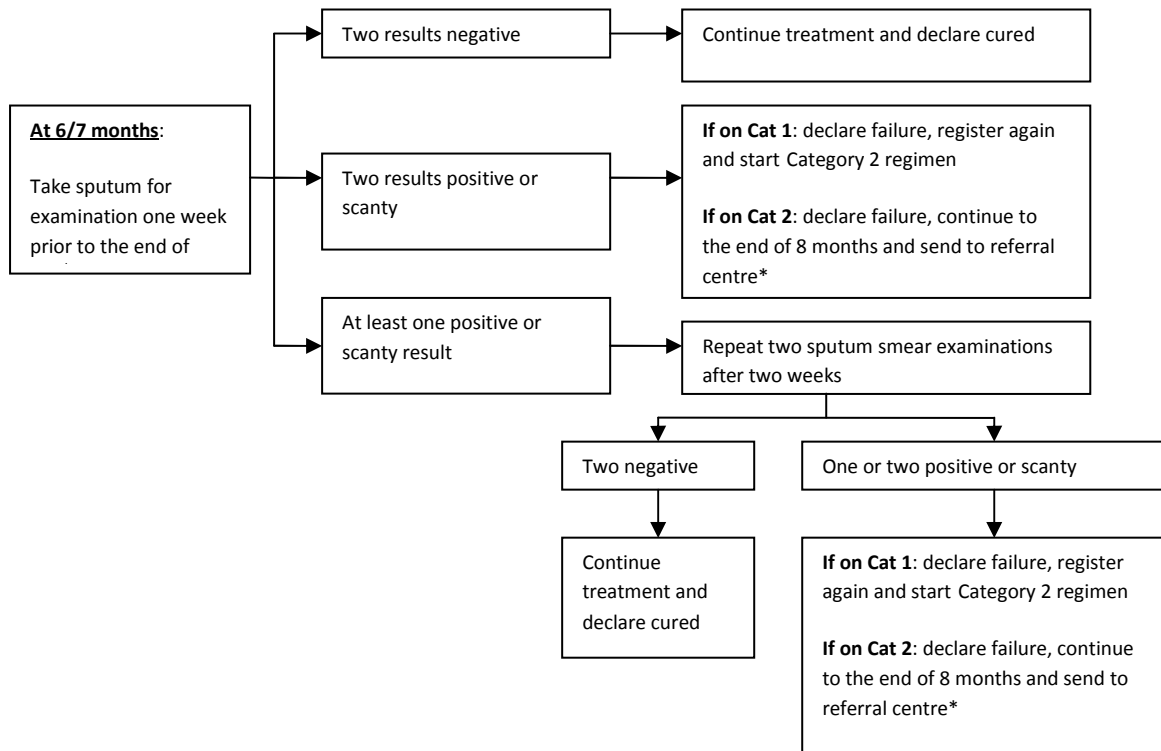 Two results negative
Continue treatment and declare cured
At 6/7 months:
Take sputum for
examination one week
prior to the end of
Two results positive or
scanty
If on Cat 1: declare failure, register again
and start Category 2 regimen
If on Cat 2: declare failure, continue to
the end of 8 months and send to referral
centre*
At least one positive or
scanty result
Repeat two sputum smear examinations
after two weeks
Two negative
One or two positive or scanty
Continue
treatment and
declare cured
If on Cat 1: declare failure, register
again and start Category 2 regimen
If on Cat 2: declare failure, continue
to the end of 8 months and send to
referral centre*